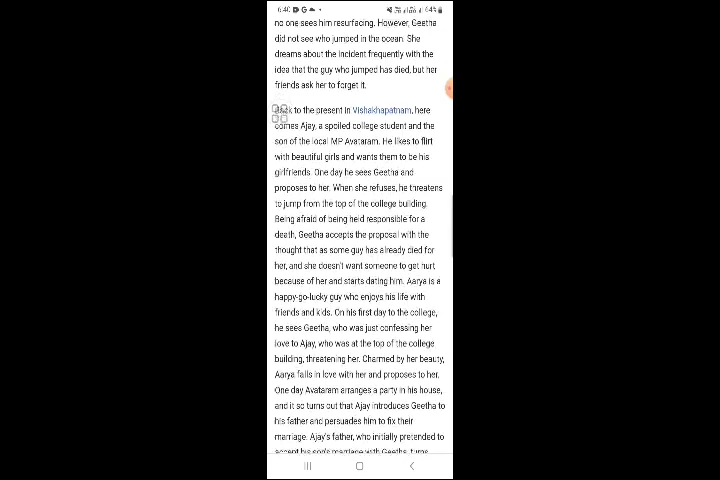 6:40
64%
no one sees him resurfacing. However, Geetha
did not see who jumped in the ocean. She
dreams about the incident frequently with the
idea that the guy who jumped has died, but her
friends ask her to forget it.
Back to the present in Vishakhapatnam, here
comes Ajay, a spoiled college student and the
son of the local MP Avataram. He likes to flirt
with beautiful girls and wants them to be his
girlfriends. One day he sees Geetha and
proposes to her. When she refuses, he threatens
to jump from the top of the college building.
Being afraid of being held responsible for a
death, Geetha accepts the proposal with the
thought that as some guy has already died for
her, and she doesn't want someone to get hurt
because of her and starts dating him. Aarya is a
happy-go-lucky guy who enjoys his life with
friends and kids. On his first day to the college,
he sees Geetha, who was just confessing her
love to Ajay, who was at the top of the college
building, threatening her. Charmed by her beauty,
Aarya falls in love with her and proposes to her.
One day Avataram arranges a party in his house,
and it so turns out that Ajay introduces Geetha to
his father and persuades him to fix their
marriage. Ajay's father, who initially pretended to
accept his son's marriage with Geetha, turns